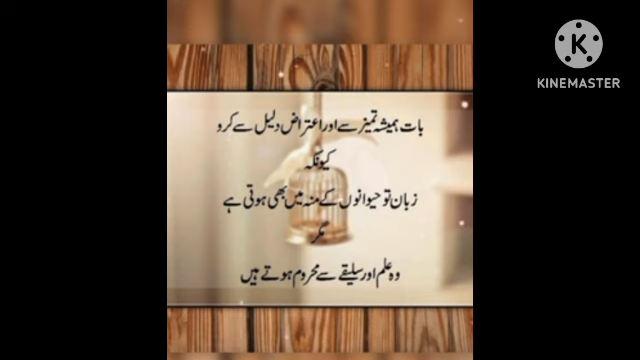 بات ہمیشہ تمیز سے اور اعتراض دلیل سے کرو
کیونکہ
زبان تو حیوانوں کے منہ میں بھی ہوتی ہے
مگر
وہ علم اور سلیقے سے محروم ہوتے ہیں
K
KINEMASTER